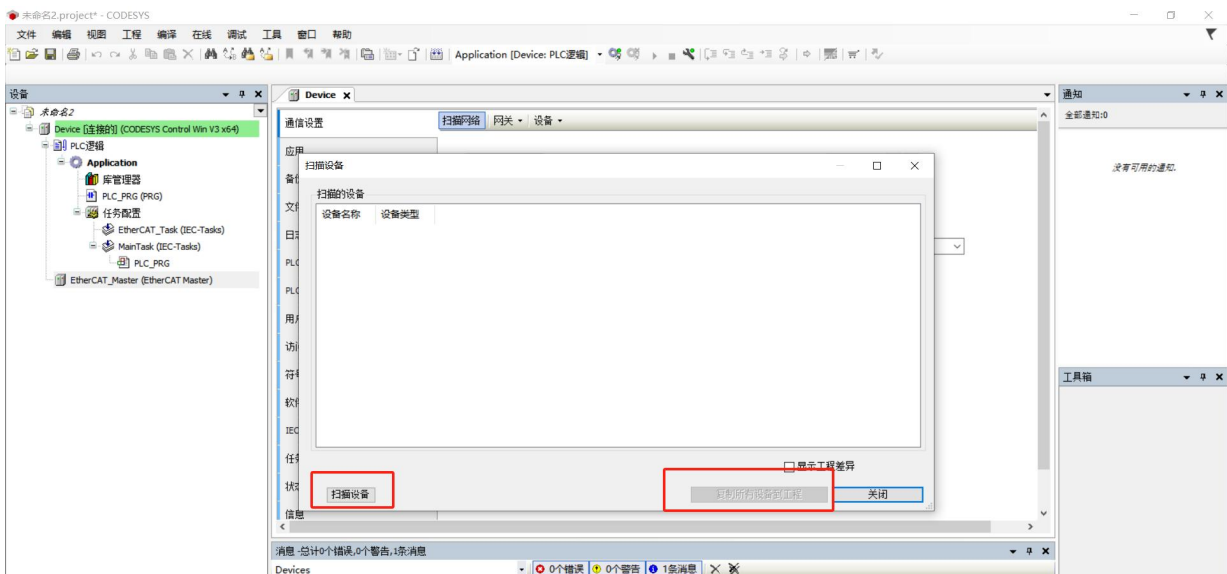 未命名2.project* - CODESYS
文件 编辑 视图 工程 编译 在线 调试 工具 窗口 帮助
Application [Device: PLC逻辑]
设备
未命名2
Device [连接的] (CODESYS Control Win V3 x64)
PLC逻辑
Application
库管理器
PLC_PRG (PRG)
任务配置
EtherCAT_Task (IEC-Tasks)
MainTask (IEC-Tasks)
PLC_PRG
EtherCAT_Master (EtherCAT Master)
Device
通信设置
扫描网络 网关 设备
应用
PLC
PLC
IEC
信息
扫描设备
扫描的设备
设备名称 设备类型
显示工程差异
扫描设备
复制所有设备到工程
关闭
消息 -总计0个错误,0个警告,1条消息
Devices
0个错误 0个警告 1条消息
通知
全部通知:0
没有可用的通知.
工具箱